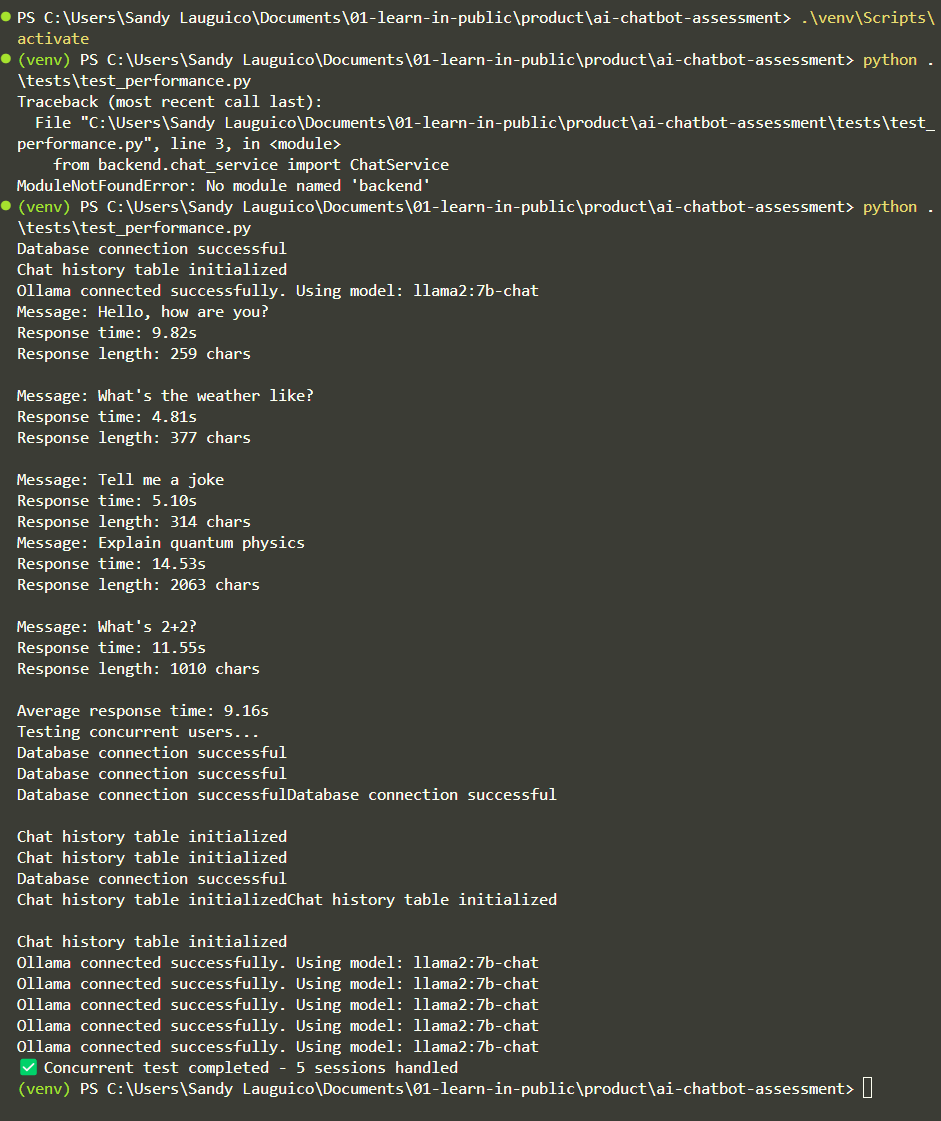 PS C:\Users\Sandy Lauguico\Documents\01-learn-in-public\product\ai-chatbot-assessment> .\venv\Scripts\
activate
(venv) PS C:\Users\Sandy Lauguico\Documents\01-learn-in-public\product\ai-chatbot-assessment> python .
\tests\test_performance.py
Traceback (most recent call last):
  File "C:\Users\Sandy Lauguico\Documents\01-learn-in-public\product\ai-chatbot-assessment\tests\test_
performance.py", line 3, in <module>
    from backend.chat_service import ChatService
ModuleNotFoundError: No module named 'backend'
(venv) PS C:\Users\Sandy Lauguico\Documents\01-learn-in-public\product\ai-chatbot-assessment> python .
\tests\test_performance.py
Database connection successful
Chat history table initialized
Ollama connected successfully. Using model: llama2:7b-chat
Message: Hello, how are you?
Response time: 9.82s
Response length: 259 chars

Message: What's the weather like?
Response time: 4.81s
Response length: 377 chars

Message: Tell me a joke
Response time: 5.10s
Response length: 314 chars
Message: Explain quantum physics
Response time: 14.53s
Response length: 2063 chars

Message: What's 2+2?
Response time: 11.55s
Response length: 1010 chars

Average response time: 9.16s
Testing concurrent users...
Database connection successful
Database connection successful
Database connection successfulDatabase connection successful

Chat history table initialized
Chat history table initialized
Database connection successful
Chat history table initializedChat history table initialized

Chat history table initialized
Ollama connected successfully. Using model: llama2:7b-chat
Ollama connected successfully. Using model: llama2:7b-chat
Ollama connected successfully. Using model: llama2:7b-chat
Ollama connected successfully. Using model: llama2:7b-chat
Ollama connected successfully. Using model: llama2:7b-chat
✅ Concurrent test completed - 5 sessions handled
(venv) PS C:\Users\Sandy Lauguico\Documents\01-learn-in-public\product\ai-chatbot-assessment>